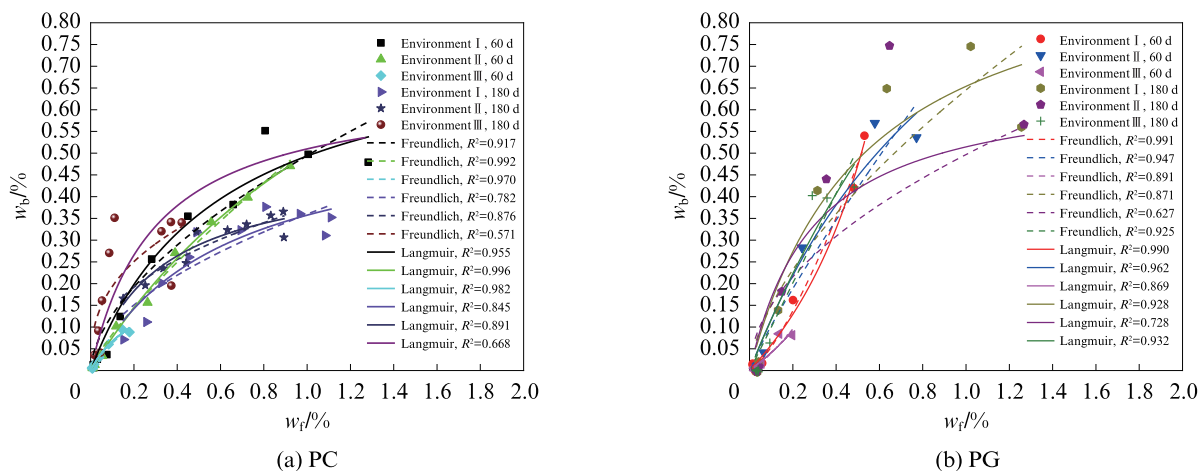 0.80
0.75
0.70
0.65
0.60
0.55
0.50
0.45
0.40
0.35
0.30
0.25
0.20
0.15
0.10
0.05
0.2 0.4 0.6 0.8 1.0 1.2 1.4 1.6 1.8 2.0
w_b/%
w_f/%
Environment Ⅰ, 60 d
Environment Ⅱ, 60 d
Environment Ⅲ, 60 d
Environment Ⅰ, 180 d
Environment Ⅱ, 180 d
Environment Ⅲ, 180 d
Freundlich, R²=0.917
Freundlich, R²=0.992
Freundlich, R²=0.970
Freundlich, R²=0.782
Freundlich, R²=0.876
Freundlich, R²=0.571
Langmuir, R²=0.955
Langmuir, R²=0.996
Langmuir, R²=0.982
Langmuir, R²=0.845
Langmuir, R²=0.891
Langmuir, R²=0.668
(a) PC
0.80
0.75
0.70
0.65
0.60
0.55
0.50
0.45
0.40
0.35
0.30
0.25
0.20
0.15
0.10
0.05
0.2 0.4 0.6 0.8 1.0 1.2 1.4 1.6 1.8 2.0
w_b/%
w_f/%
Environment Ⅰ, 60 d
Environment Ⅱ, 60 d
Environment Ⅲ, 60 d
Environment Ⅰ, 180 d
Environment Ⅱ, 180 d
Environment Ⅲ, 180 d
Freundlich, R²=0.991
Freundlich, R²=0.947
Freundlich, R²=0.891
Freundlich, R²=0.871
Freundlich, R²=0.627
Freundlich, R²=0.925
Langmuir, R²=0.990
Langmuir, R²=0.962
Langmuir, R²=0.869
Langmuir, R²=0.928
Langmuir, R²=0.728
Langmuir, R²=0.932
(b) PG